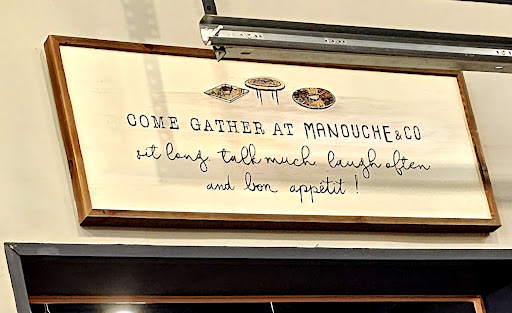 COME GATHER AT MANOUCHE & CO
sit long, talk much laugh often
and bon appétit !